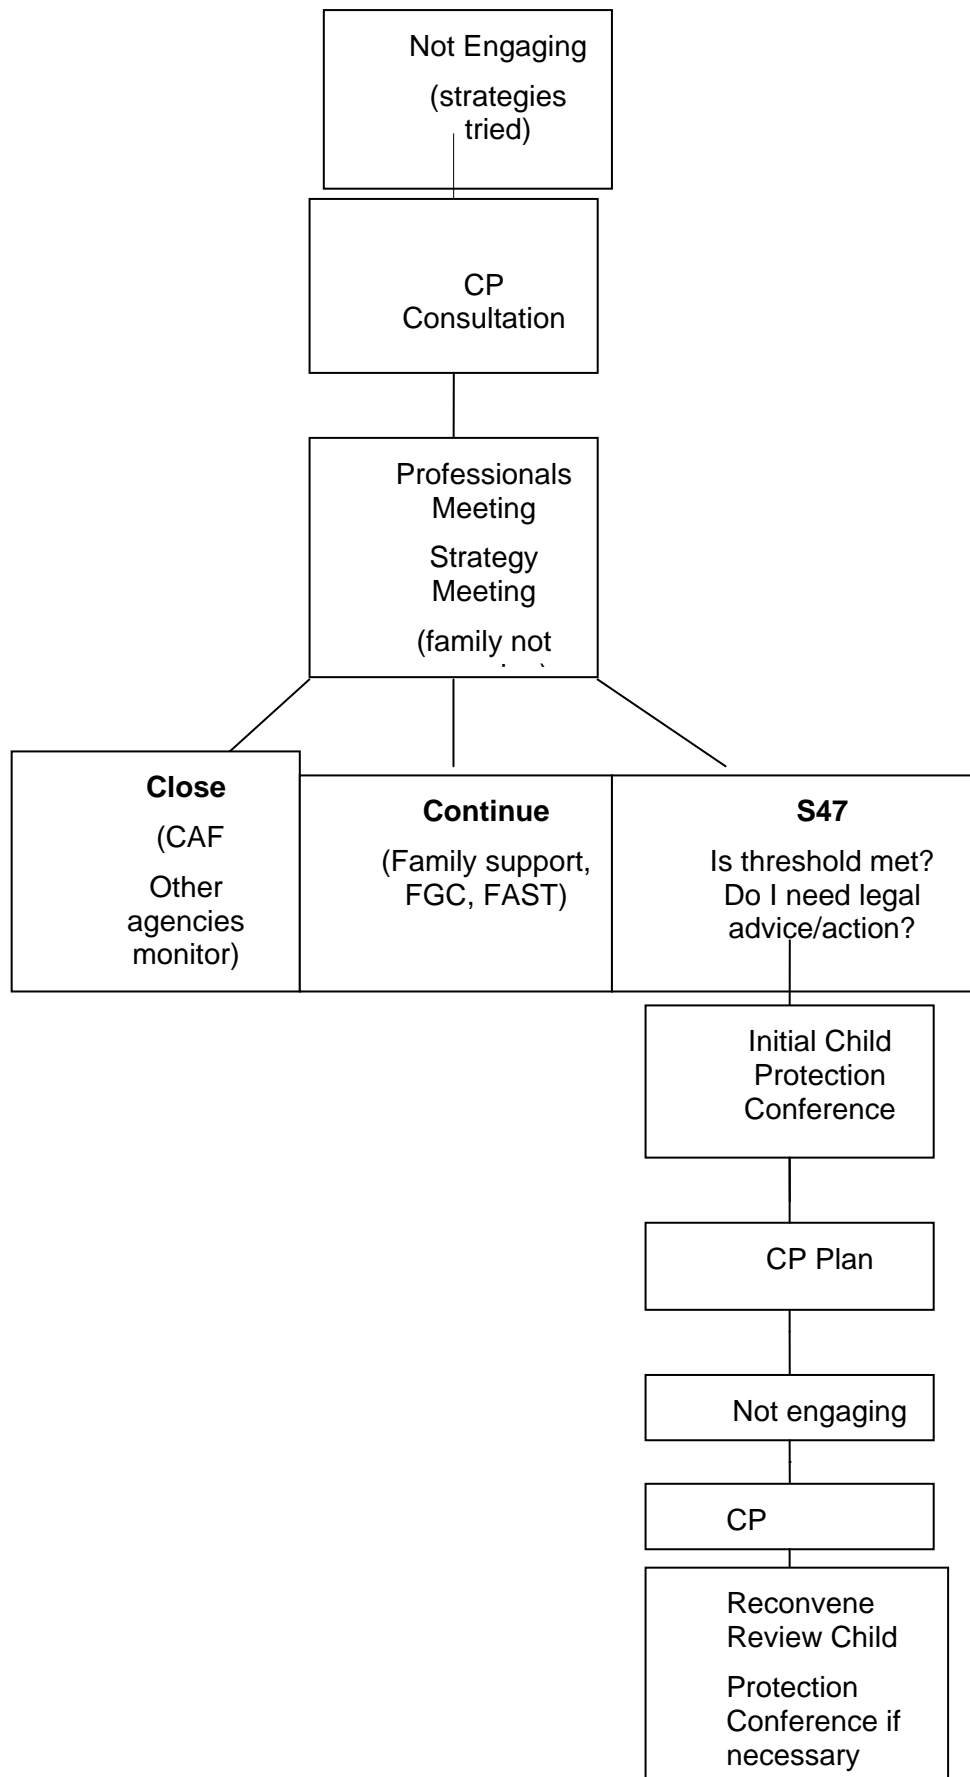 Not Engaging
(strategies
tried)
CP
Consultation
Professionals
Meeting
Strategy
Meeting
(family not
Close
(CAF
Other
agencies
monitor)
Continue
(Family support,
FGC, FAST)
S47
Is threshold met?
Do I need legal
advice/action?
Initial Child
Protection
Conference
CP Plan
Not engaging
CP
Reconvene
Review Child
Protection
Conference if
necessary